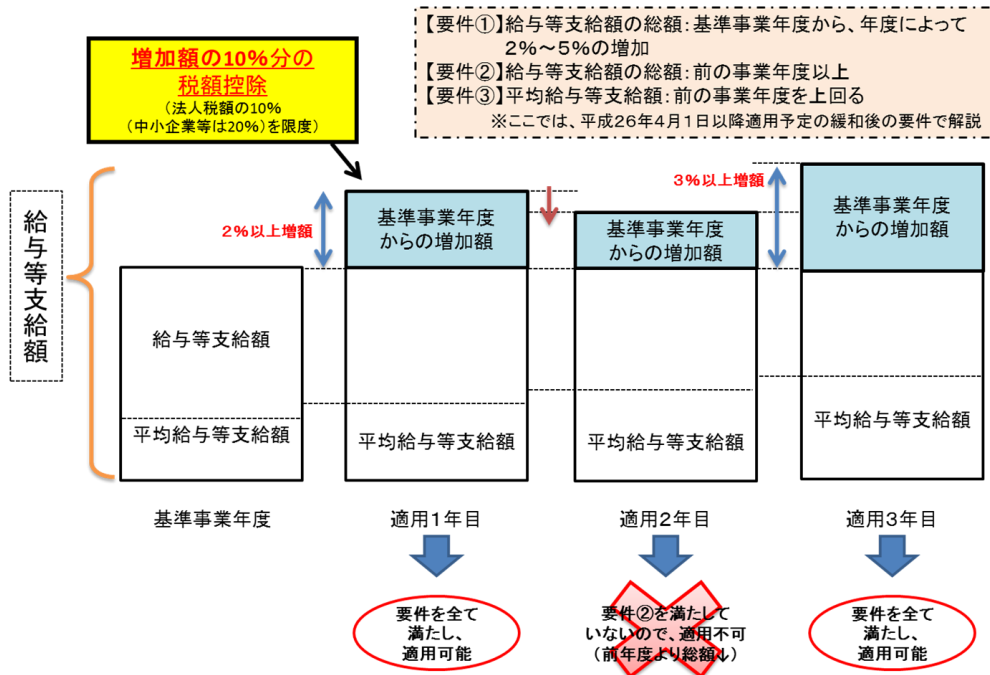 【要件①】給与等支給額の総額：基準事業年度から、年度によって
2％～5％の増加
【要件②】給与等支給額の総額：前の事業年度以上
【要件③】平均給与等支給額：前の事業年度を上回る
※ここでは、平成26年4月1日以降適用予定の緩和後の要件で解説
増加額の10％分の
税額控除
（法人税額の10％
（中小企業等は20％）を限度）
給与等支給額
2％以上増額
3％以上増額
給与等支給額
平均給与等支給額
基準事業年度
基準事業年度
からの増加額
平均給与等支給額
適用1年目
要件を全て
満たし、
適用可能
基準事業年度
からの増加額
平均給与等支給額
適用2年目
要件②を満たして
いないので、適用不可
（前年度より総額↓）
基準事業年度
からの増加額
平均給与等支給額
適用3年目
要件を全て
満たし、
適用可能